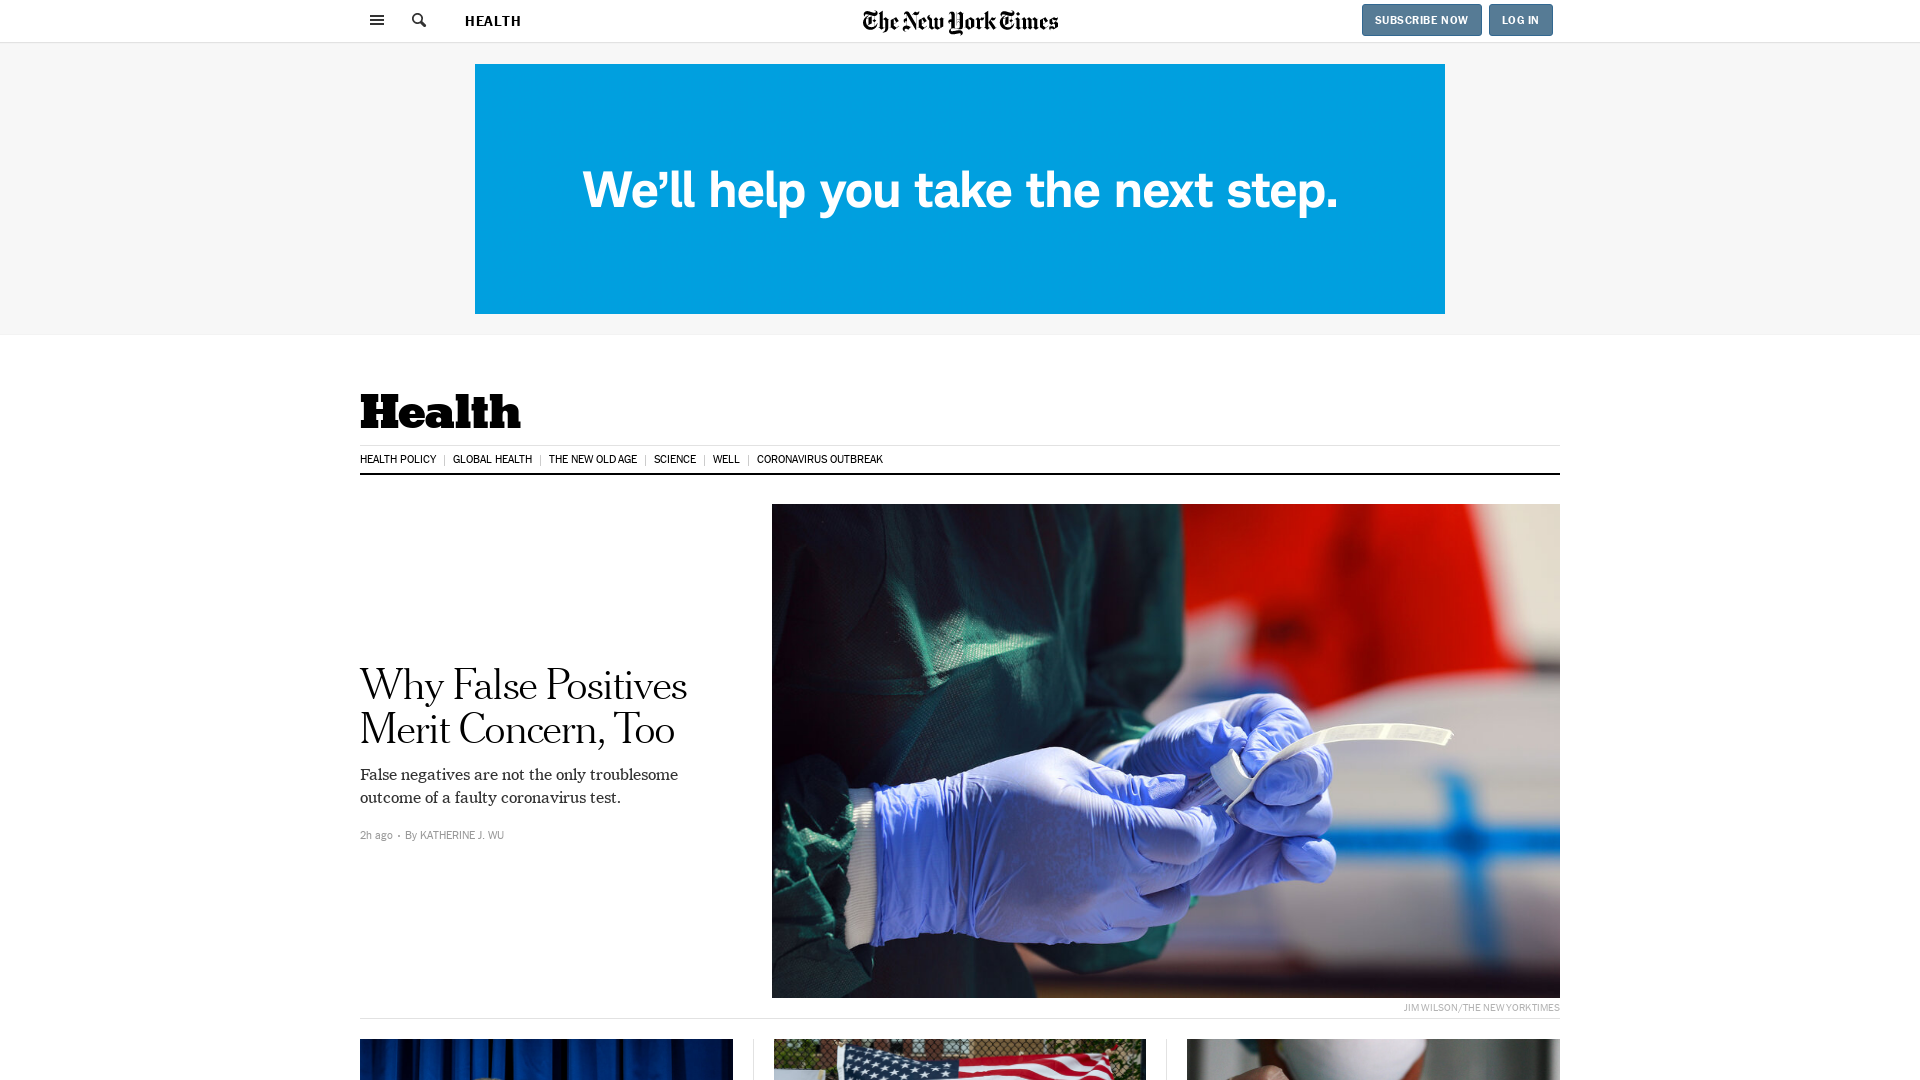 HEALTH
The New York Times
SUBSCRIBE NOW
LOG IN
We’ll help you take the next step.
Health
HEALTH POLICY
GLOBAL HEALTH
THE NEW OLD AGE
SCIENCE
WELL
CORONAVIRUS OUTBREAK
Why False Positives
Merit Concern, Too
False negatives are not the only troublesome
outcome of a faulty coronavirus test.
2h ago • By KATHERINE J. WU
JIM WILSON/THE NEW YORK TIMES